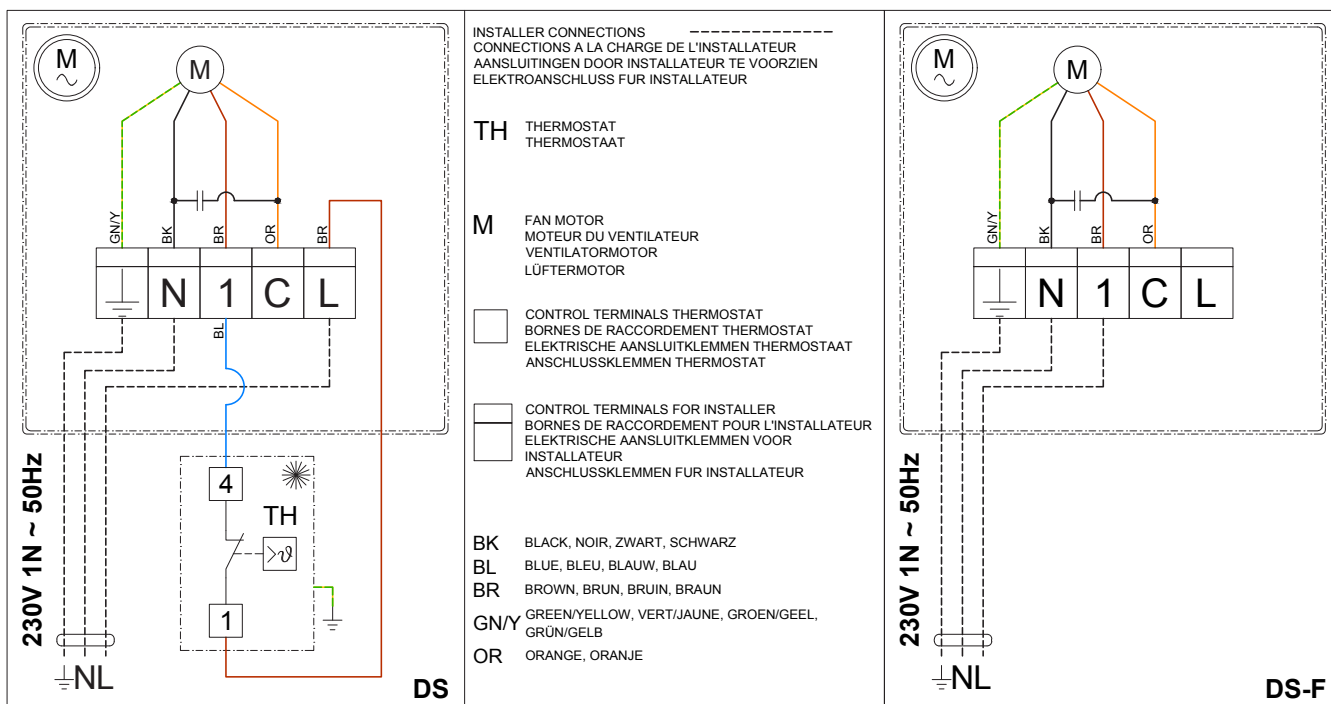 M
∼
M
GN/Y
BK
BR
OR
BR
N 1 C L
BL
4
TH
>ϑ
1
230V 1N ~ 50Hz
NL
DS
INSTALLER CONNECTIONS
CONNECTIONS A LA CHARGE DE L'INSTALLATEUR
AANSLUITINGEN DOOR INSTALLATEUR TE VOORZIEN
ELEKTROANSCHLUSS FUR INSTALLATEUR
TH THERMOSTAT
THERMOSTAAT
M FAN MOTOR
MOTEUR DU VENTILATEUR
VENTILATORMOTOR
LÜFTERMOTOR
CONTROL TERMINALS THERMOSTAT
BORNES DE RACCORDEMENT THERMOSTAT
ELEKTRISCHE AANSLUITKLEMMEN THERMOSTAAT
ANSCHLUSSKLEMMEN THERMOSTAT
CONTROL TERMINALS FOR INSTALLER
BORNES DE RACCORDEMENT POUR L'INSTALLATEUR
ELEKTRISCHE AANSLUITKLEMMEN VOOR
INSTALLATEUR
ANSCHLUSSKLEMMEN FUR INSTALLATEUR
BK BLACK, NOIR, ZWART, SCHWARZ
BL BLUE, BLEU, BLAUW, BLAU
BR BROWN, BRUN, BRUIN, BRAUN
GN/Y GREEN/YELLOW, VERT/JAUNE, GROEN/GEEL,
GRÜN/GELB
OR ORANGE, ORANJE
M
∼
M
GN/Y
BK
BR
OR
N 1 C L
230V 1N ~ 50Hz
NL
DS-F